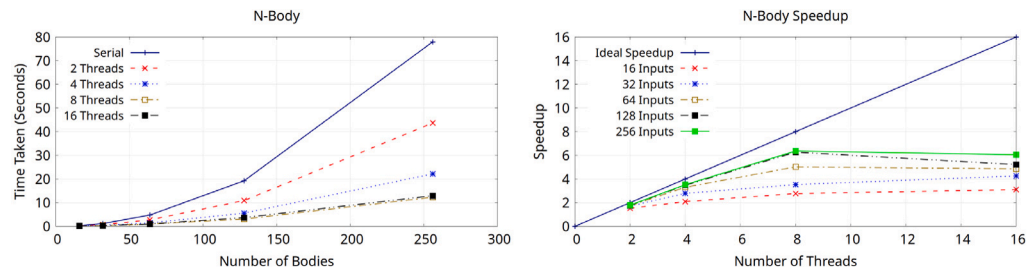 N-Body
Time Taken (Seconds)
80
70
60
50
40
30
20
10
0
Serial
2 Threads
4 Threads
8 Threads
16 Threads
0 50 100 150 200 250 300
Number of Bodies
N-Body Speedup
Speedup
16
14
12
10
8
6
4
2
0
Ideal Speedup
16 Inputs
32 Inputs
64 Inputs
128 Inputs
256 Inputs
0 2 4 6 8 10 12 14 16
Number of Threads